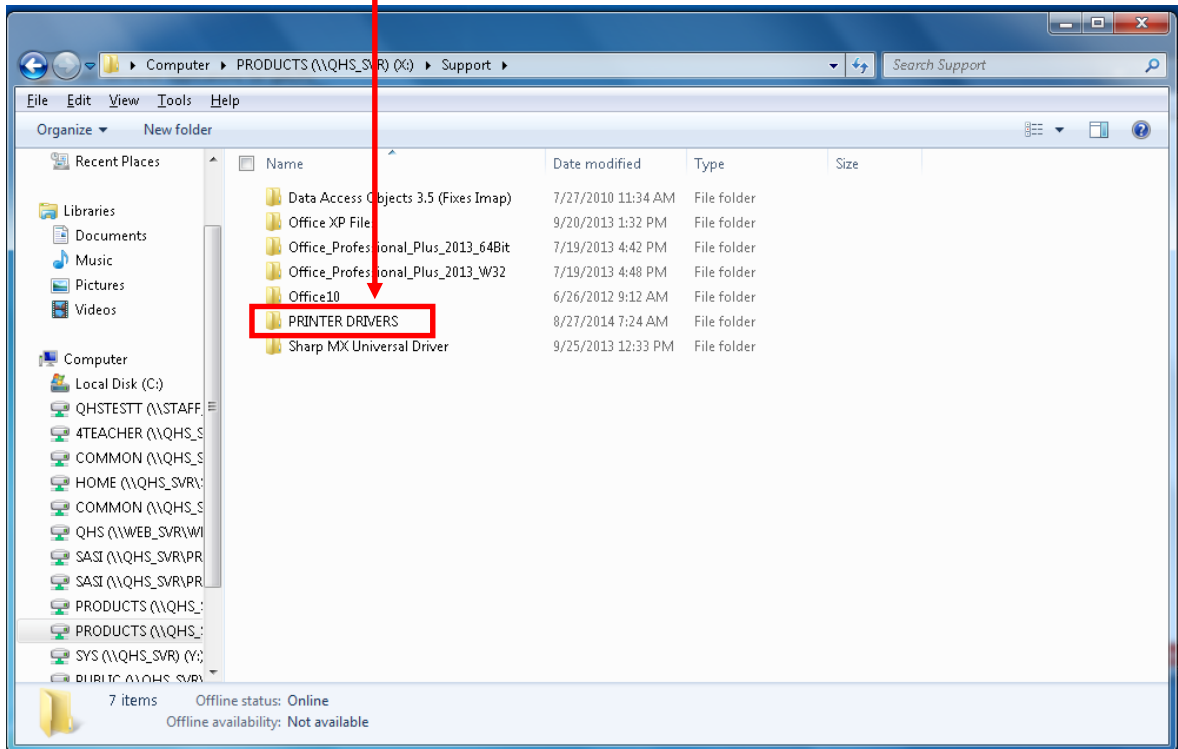 Computer ▸ PRODUCTS (\\QHS_SVR) (X:) ▸ Support ▸
Search Support
File Edit View Tools Help
Organize New folder
Name Date modified Type Size
Recent Places
Libraries
Documents
Music
Pictures
Videos
Computer
Local Disk (C:)
QHSTESTT (\\STAFF_
4TEACHER (\\QHS_S
COMMON (\\QHS_S
HOME (\\QHS_SVR\
COMMON (\\QHS_S
QHS (\\WEB_SVR\WI
SASI (\\QHS_SVR\PR
SASI (\\QHS_SVR\PR
PRODUCTS (\\QHS_
PRODUCTS (\\QHS_
SYS (\\QHS_SVR) (Y:)
PUBLIC (\\QHS_SVR\
Data Access Objects 3.5 (Fixes Imap) 7/27/2010 11:34 AM File folder
Office XP Files 9/20/2013 1:32 PM File folder
Office_Professional_Plus_2013_64Bit 7/19/2013 4:42 PM File folder
Office_Professional_Plus_2013_W32 7/19/2013 4:48 PM File folder
Office10 6/26/2012 9:12 AM File folder
PRINTER DRIVERS 8/27/2014 7:24 AM File folder
Sharp MX Universal Driver 9/25/2013 12:33 PM File folder
7 items Offline status: Online
Offline availability: Not available